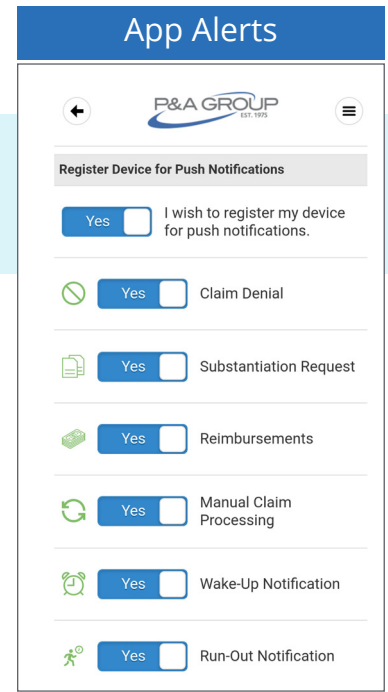 App Alerts
P&A GROUP
EST. 1975
Register Device for Push Notifications
Yes
I wish to register my device
for push notifications.
Yes
Claim Denial
Yes
Substantiation Request
Yes
Reimbursements
Yes
Manual Claim
Processing
Yes
Wake-Up Notification
Yes
Run-Out Notification